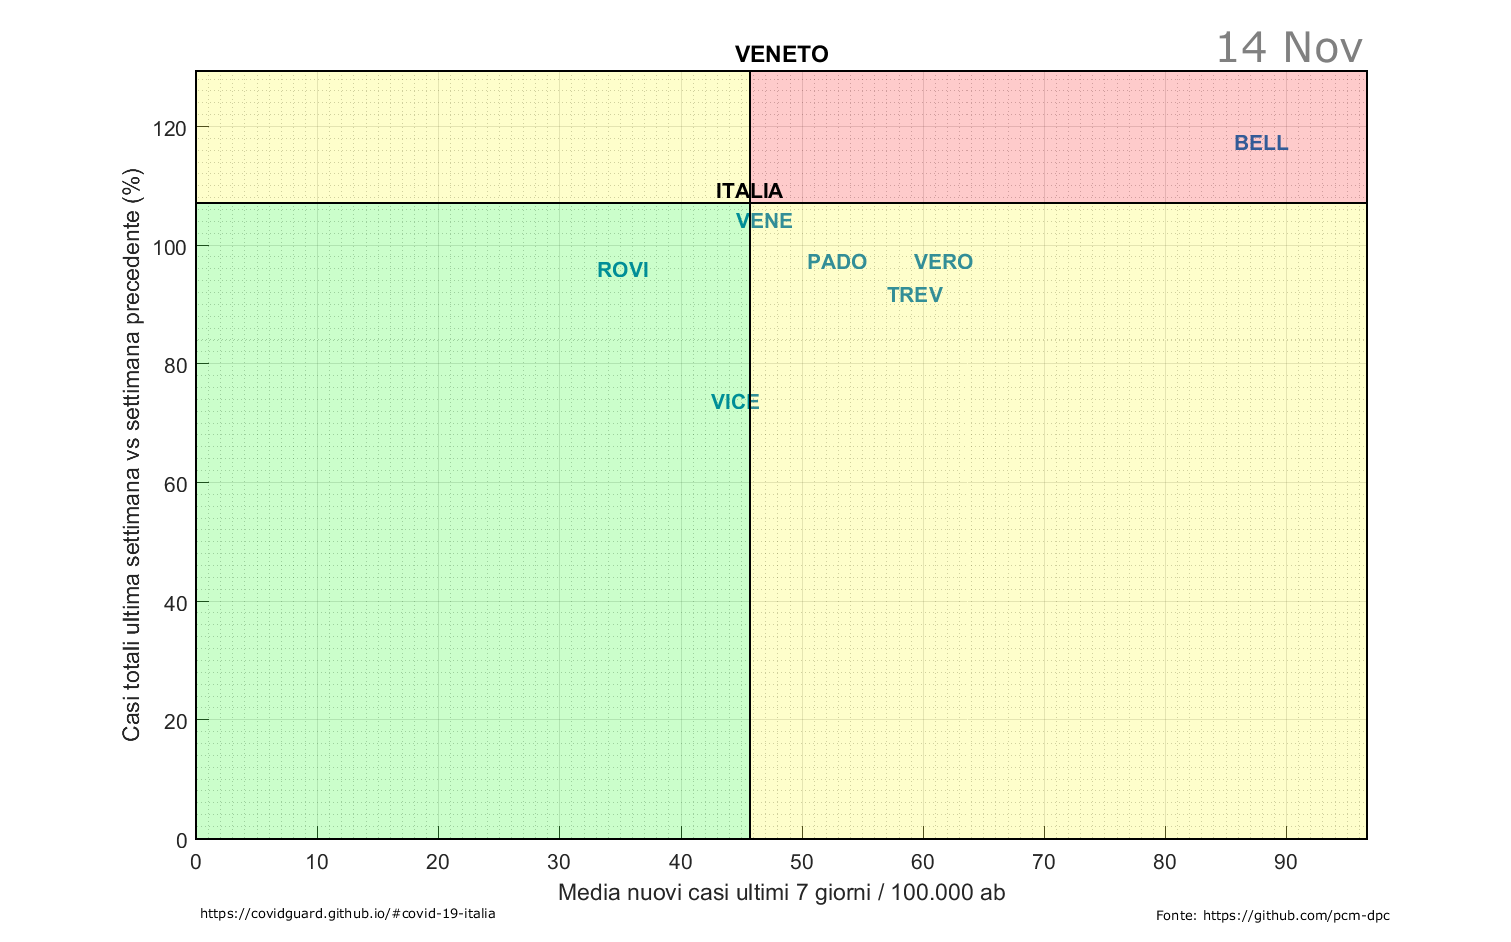 VENETO
14 Nov
Casi totali ultima settimana vs settimana precedente (%)
120
100
80
60
40
20
0
BELL
ITALIA
VENE
PADO
VERO
ROVI
TREV
VICE
0 10 20 30 40 50 60 70 80 90
Media nuovi casi ultimi 7 giorni / 100.000 ab
https://covidguard.github.io/#covid-19-italia
Fonte: https://github.com/pcm-dpc